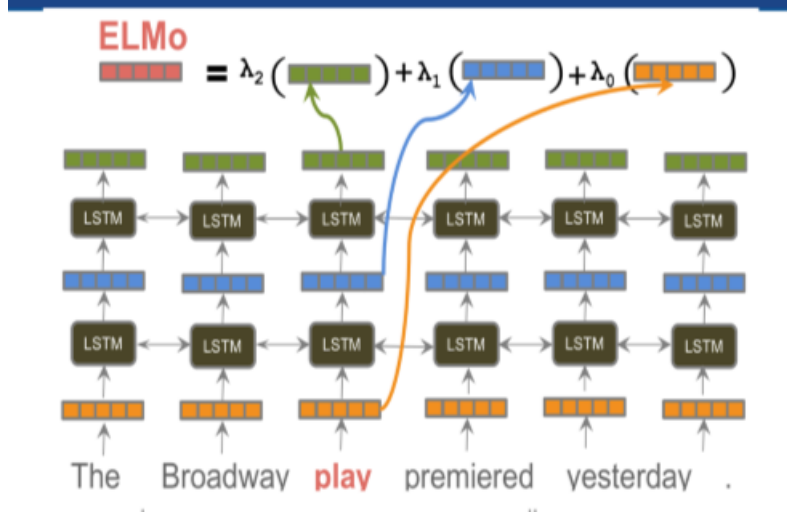 ELMo
= λ2 ( ) + λ1 ( ) + λ0 ( )
LSTM LSTM LSTM LSTM LSTM LSTM
LSTM LSTM LSTM LSTM LSTM LSTM
The Broadway play premiered yesterday .